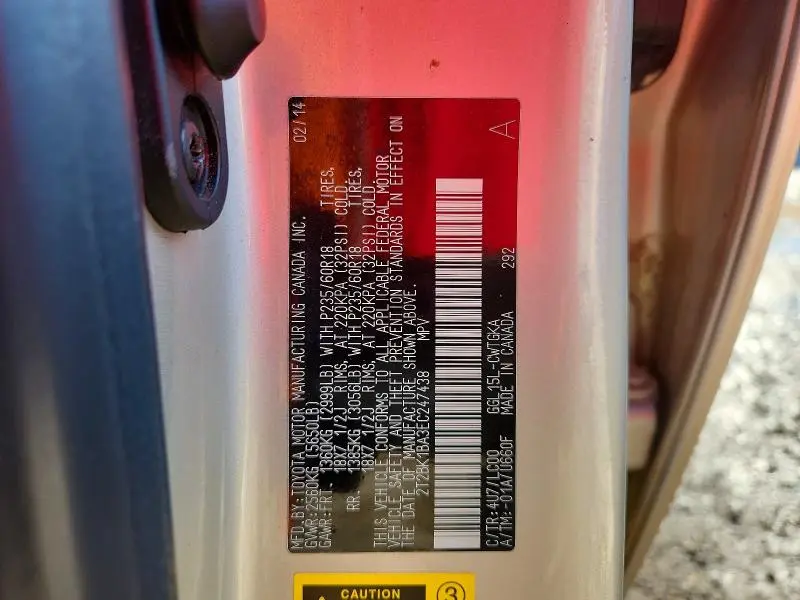 MFD.BY:TOYOTA MOTOR MANUFACTURING CANADA INC. 02/14
GVWR:2560KG (5650LB)
GAWR:FRT. 1360KG (2999LB) WITH P235/60R18 TIRES,
18X7 1/2J RIMS, AT 220KPA (32PSI) COLD,
RR. 1385KG (3056LB) WITH P235/60R18 TIRES,
18X7 1/2J RIMS, AT 220KPA (32PSI) COLD,
THIS VEHICLE CONFORMS TO ALL APPLICABLE FEDERAL MOTOR
VEHICLE SAFETY AND THEFT PREVENTION STANDARDS IN EFFECT ON
THE DATE OF MANUFACTURE SHOWN ABOVE.
2T2BK1BA3EC247438 MPV
C/TR:4U7/LC00 GGL15L-CWTGKA
A/TM:-01A/U660F MADE IN CANADA 292
A
CAUTION
3